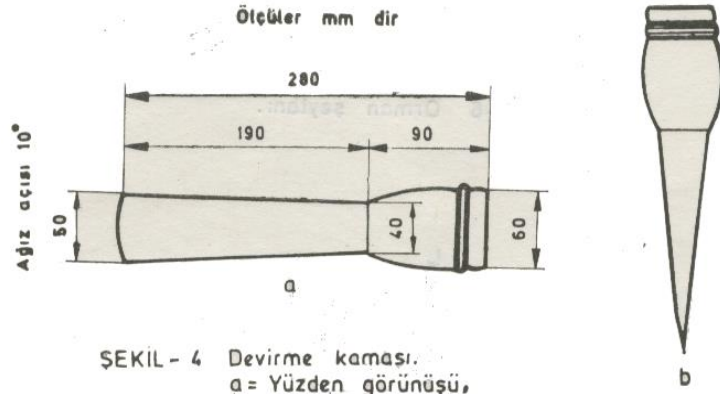 Ölçüler mm dir
280
190
90
Ağız açısı 10°
50
40
60
a
b
ŞEKİL - 4 Devirme kaması.
a = Yüzden görünüşü,